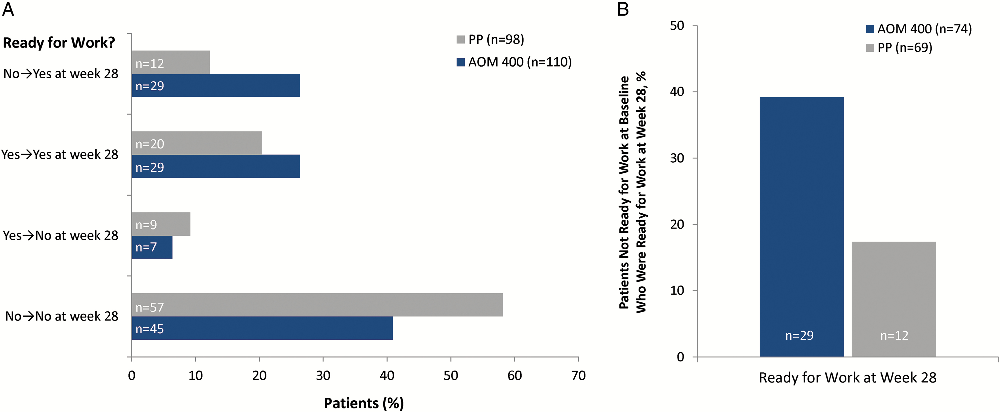 A
Ready for Work?
PP (n=98)
AOM 400 (n=110)
No→Yes at week 28
n=12
n=29
Yes→Yes at week 28
n=20
n=29
Yes→No at week 28
n=9
n=7
No→No at week 28
n=57
n=45
0 10 20 30 40 50 60 70
Patients (%)
B
AOM 400 (n=74)
PP (n=69)
Patients Not Ready for Work at Baseline
Who Were Ready for Work at Week 28, %
50
40
30
20
10
0
n=29
n=12
Ready for Work at Week 28